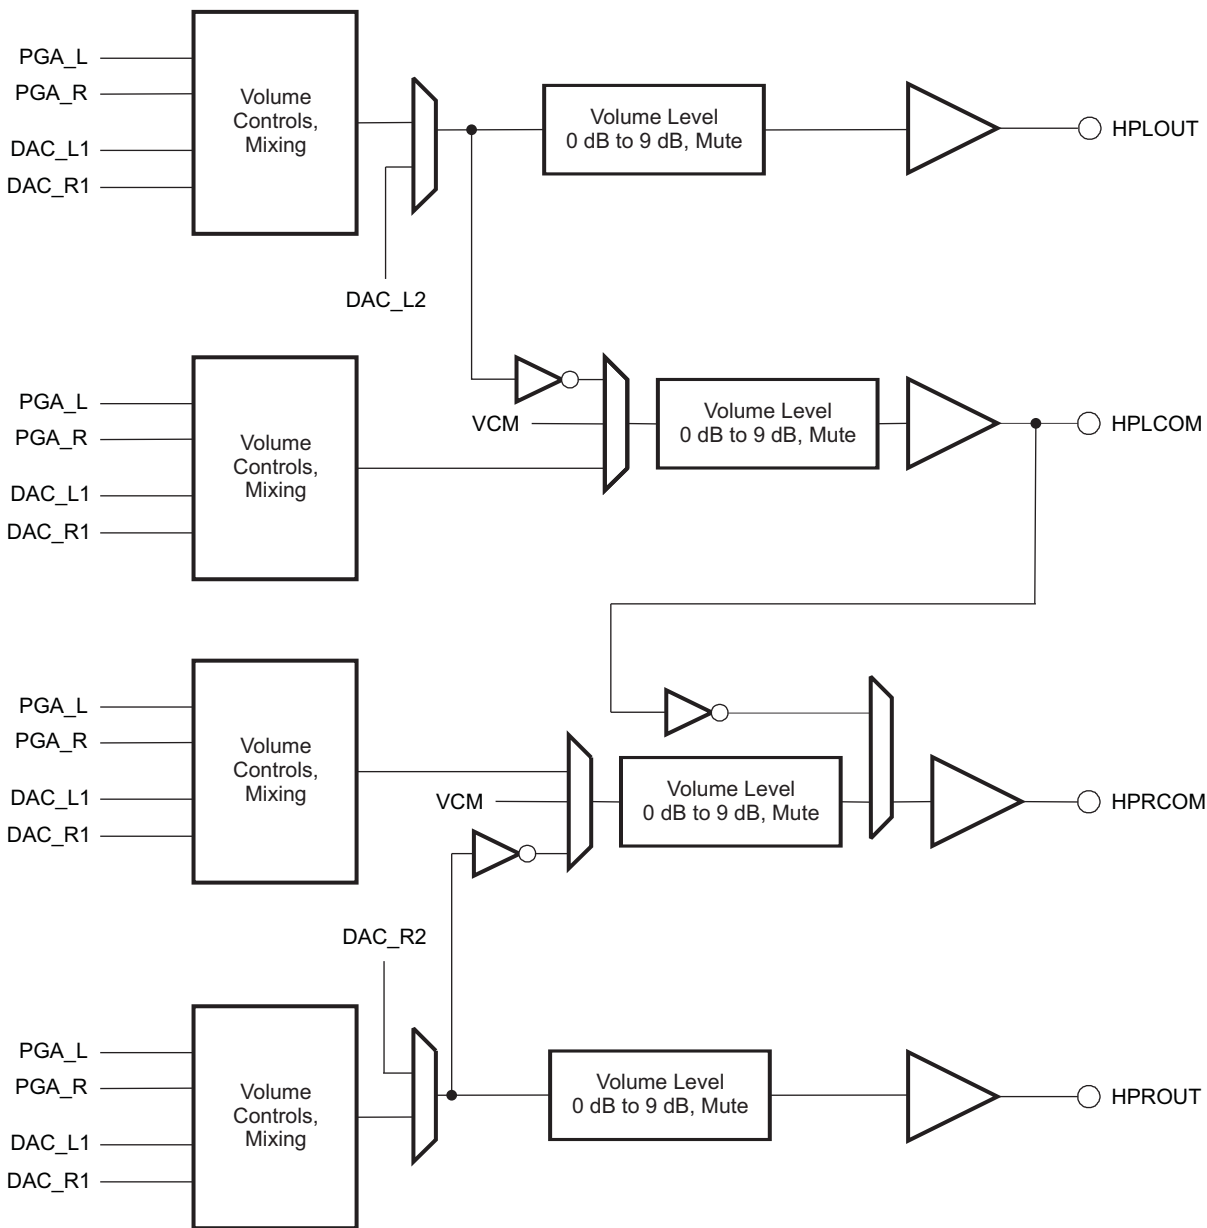 PGA_L
PGA_R
DAC_L1
DAC_R1
Volume
Controls,
Mixing
DAC_L2
Volume Level
0 dB to 9 dB, Mute
HPLOUT
PGA_L
PGA_R
DAC_L1
DAC_R1
Volume
Controls,
Mixing
VCM
Volume Level
0 dB to 9 dB, Mute
HPLCOM
PGA_L
PGA_R
DAC_L1
DAC_R1
Volume
Controls,
Mixing
VCM
Volume Level
0 dB to 9 dB, Mute
HPRCOM
DAC_R2
PGA_L
PGA_R
DAC_L1
DAC_R1
Volume
Controls,
Mixing
Volume Level
0 dB to 9 dB, Mute
HPROUT